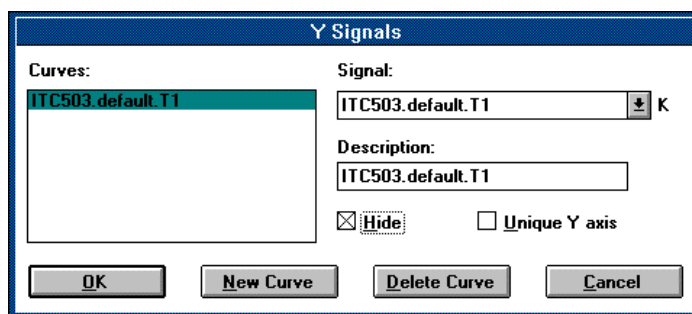 Y Signals
Curves:
ITC503.default.T1
Signal:
ITC503.default.T1 K
Description:
ITC503.default.T1
Hide Unique Y axis
OK New Curve Delete Curve Cancel